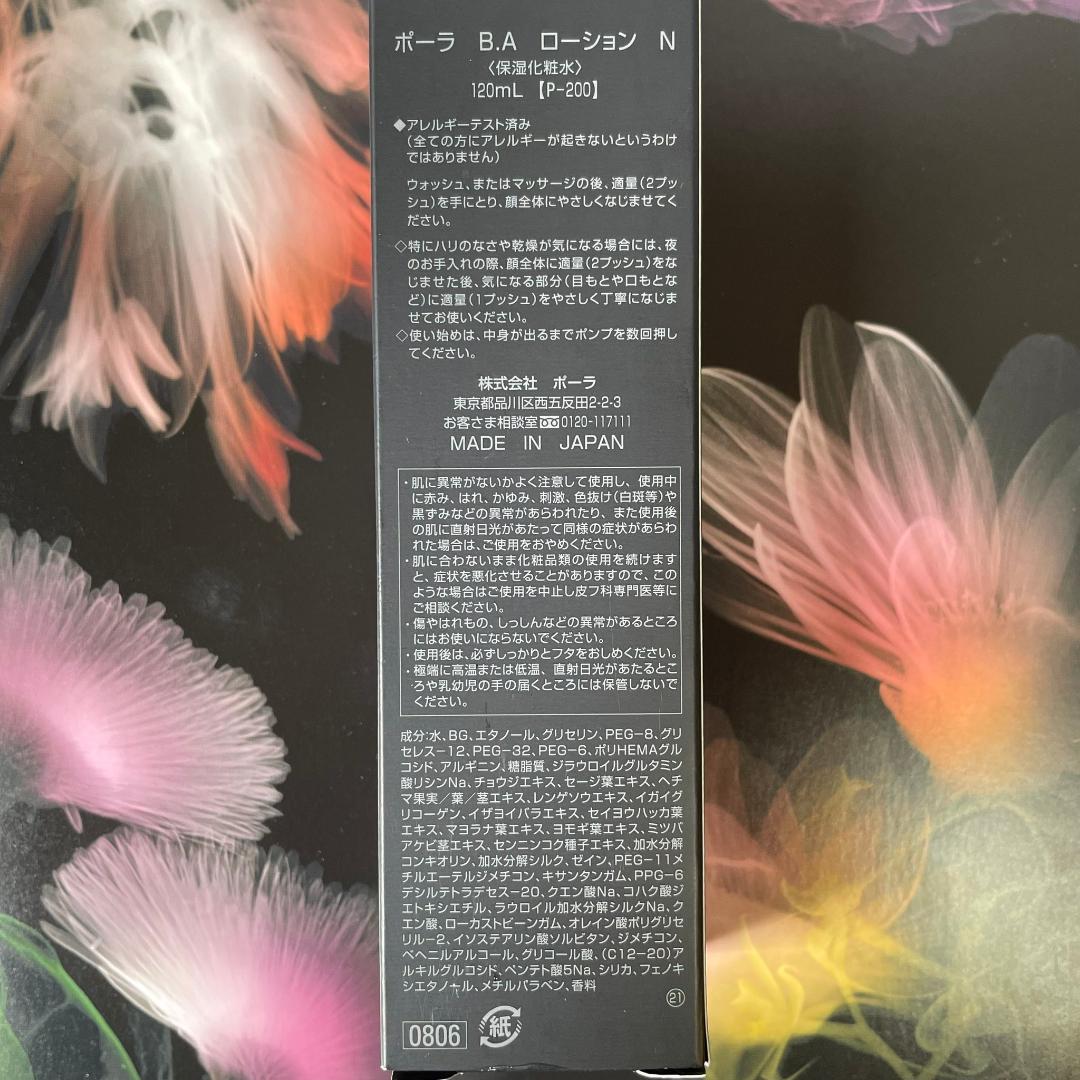 ポーラ B.A ローション N
〈保湿化粧水〉
120mL 【P-200】
◆アレルギーテスト済み
（全ての方にアレルギーが起きないというわけ
ではありません）
ウォッシュ、またはマッサージの後、適量（2プッ
シュ）を手にとり、顔全体にやさしくなじませてく
ださい。
◇特にハリのなさや乾燥が気になる場合には、夜
のお手入れの際、顔全体に適量（2プッシュ）をな
じませた後、気になる部分（目もとや口もとな
ど）に適量（1プッシュ）をやさしく丁寧になじま
せてお使いください。
◇使い始めは、中身が出るまでポンプを数回押し
てください。
株式会社 ポーラ
東京都品川区西五反田2-2-3
お客さま相談室 0120-117111
MADE IN JAPAN
・肌に異常がないかよく注意して使用し、使用中
に赤み、はれ、かゆみ、刺激、色抜け（白斑等）や
黒ずみなどの異常があらわれたり、また使用後
の肌に直射日光があたって同様の症状があらわ
れた場合は、ご使用をおやめください。
・肌に合わないまま化粧品類の使用を続けます
と、症状を悪化させることがありますので、この
ような場合はご使用を中止し皮フ科専門医等に
ご相談ください。
・傷やはれもの、しっしんなどの異常があるところ
にはお使いにならないでください。
・使用後は、必ずしっかりとフタをおしめください。
・極端に高温または低温、直射日光があたるとこ
ろや乳幼児の手の届くところには保管しないで
ください。
成分:水、BG、エタノール、グリセリン、PEG-8、グリ
セレス-12、PEG-32、PEG-6、ポリHEMAグル
コシド、アルギニン、糖脂質、ジラウロイルグルタミン
酸リシンNa、チョウジエキス、セージ葉エキス、ヘチ
マ果実／葉／茎エキス、レンゲソウエキス、イガイグ
リコーゲン、イザヨイバラエキス、セイヨウハッカ葉
エキス、マヨラナ葉エキス、ヨモギ葉エキス、ミツバ
アケビ茎エキス、センニンコク種子エキス、加水分解
コンキオリン、加水分解シルク、ゼイン、PEG-11メ
チルエーテルジメチコン、キサンタンガム、PPG-6
デシルテトラデセス-20、クエン酸Na、コハク酸ジ
エトキシエチル、ラウロイル加水分解シルクNa、ク
エン酸、ローカストビーンガム、オレイン酸ポリグリセ
リル-2、イソステアリン酸ソルビタン、ジメチコン、
ベヘニルアルコール、グリコール酸、（C12-20）ア
ルキルグルコシド、ペンテト酸5Na、シリカ、フェノキ
シエタノール、メチルパラベン、香料
㉑
0806 紙